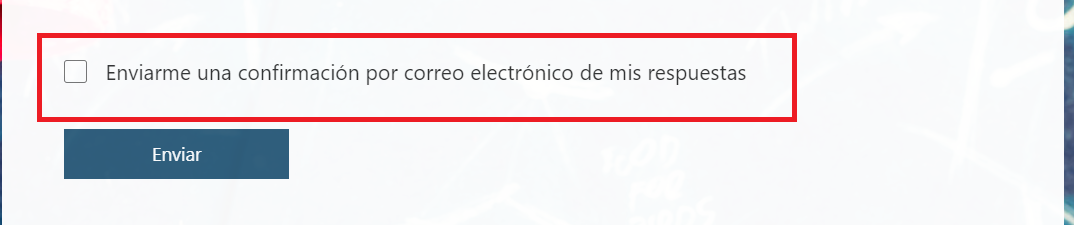 Enviarme una confirmación por correo electrónico de mis respuestas
Enviar